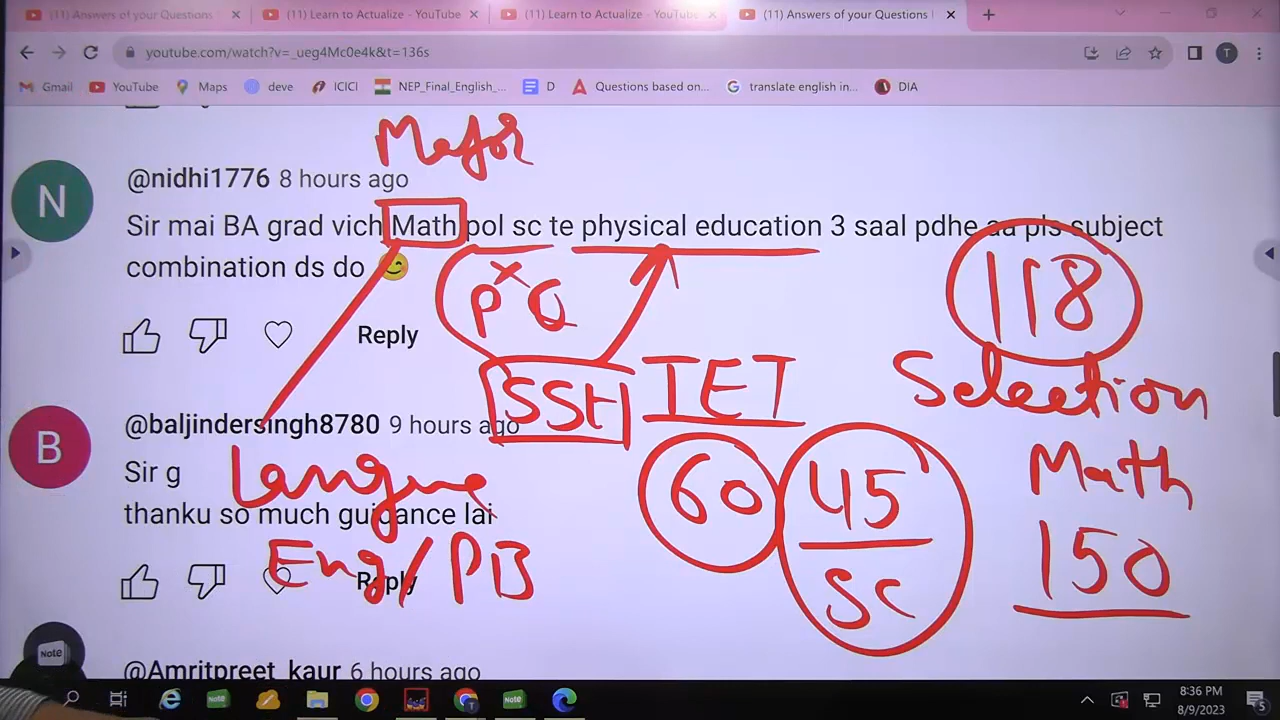 (11) Answers of your Questions
(11) Learn to Actualize - YouTube
(11) Learn to Actualize - YouTube
(11) Answers of your Questions
youtube.com/watch?v=_ueg4Mc0e4k&t=136s
T
Gmail YouTube Maps deve ICICI NEP_Final_English_... D Questions based on... translate english in... DIA
Major
N
@nidhi1776 8 hours ago
Sir mai BA grad vich Math pol sc te physical education 3 saal pdhe aa pls subject
combination ds do 😊
118
Reply
SSt
TET
Selection
B
@baljindersingh8780 9 hours ago
Sir g
60
45
SC
Math
150
thanku so much guidance lai
Eng/PB
Reply
Note
@Amritpreet_kaur 6 hours ago
Note
T
Note
8:36 PM
8/9/2023
5